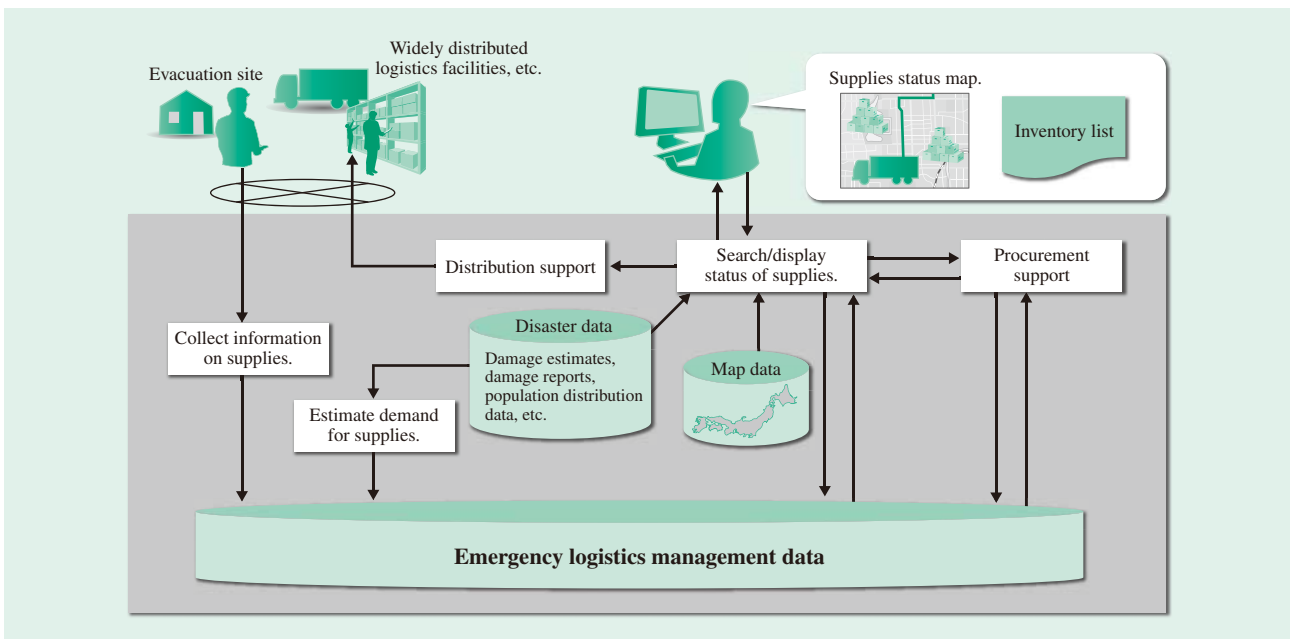 Evacuation site
Widely distributed
logistics facilities, etc.
Supplies status map.
Inventory list
Distribution support
Search/display
status of supplies.
Procurement
support
Collect information
on supplies.
Disaster data
Damage estimates,
damage reports,
population distribution
data, etc.
Map data
Estimate demand
for supplies.
Emergency logistics management data